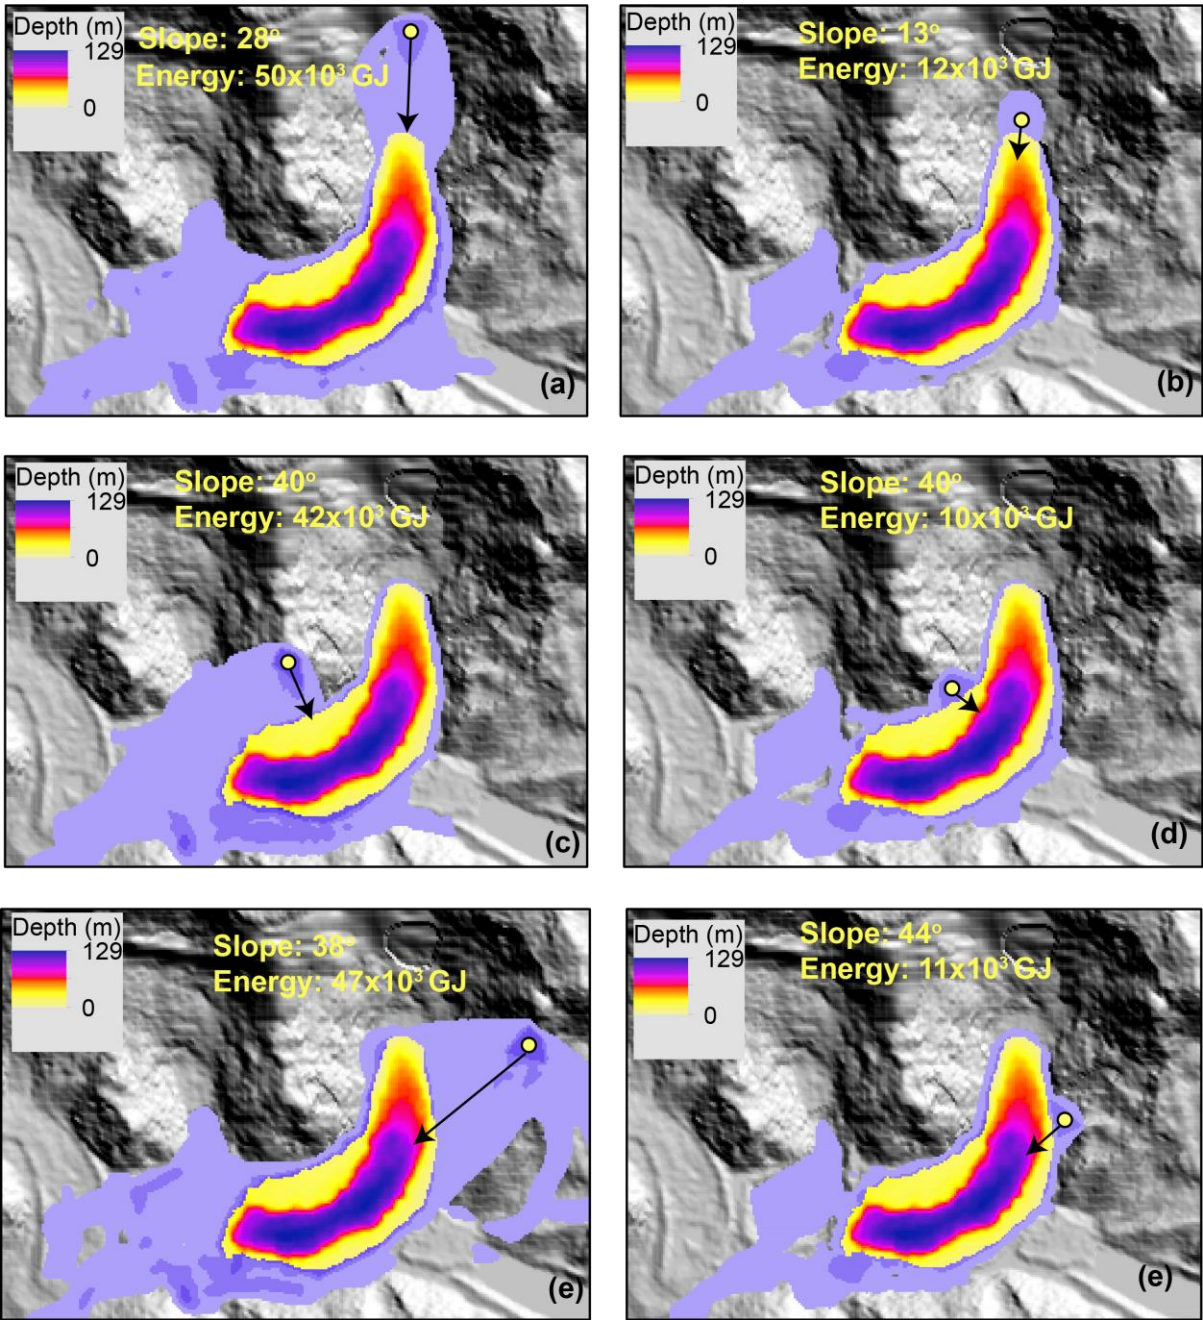 Depth (m)
129
0
Slope: 28°
Energy: 50x10³ GJ
(a)
Depth (m)
129
0
Slope: 13°
Energy: 12x10³ GJ
(b)
Depth (m)
129
0
Slope: 40°
Energy: 42x10³ GJ
(c)
Depth (m)
129
0
Slope: 40°
Energy: 10x10³ GJ
(d)
Depth (m)
129
0
Slope: 38°
Energy: 47x10³ GJ
(e)
Depth (m)
129
0
Slope: 44°
Energy: 11x10³ GJ
(e)